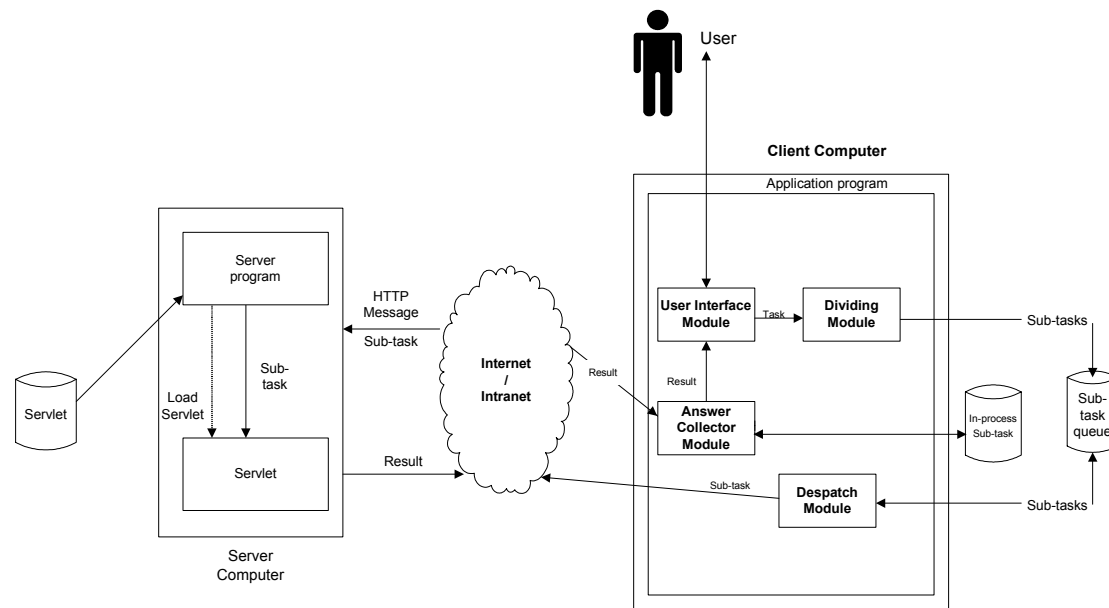 User
Client Computer
Application program
Server
program
HTTP
Message
Sub-task
User Interface
Module
Task
Dividing
Module
Sub-tasks
Internet
/
Intranet
Result
Result
Servlet
Load
Servlet
Sub-
task
Answer
Collector
Module
In-process
Sub-task
Sub-
task
queue
Servlet
Result
Sub-task
Despatch
Module
Sub-tasks
Server
Computer